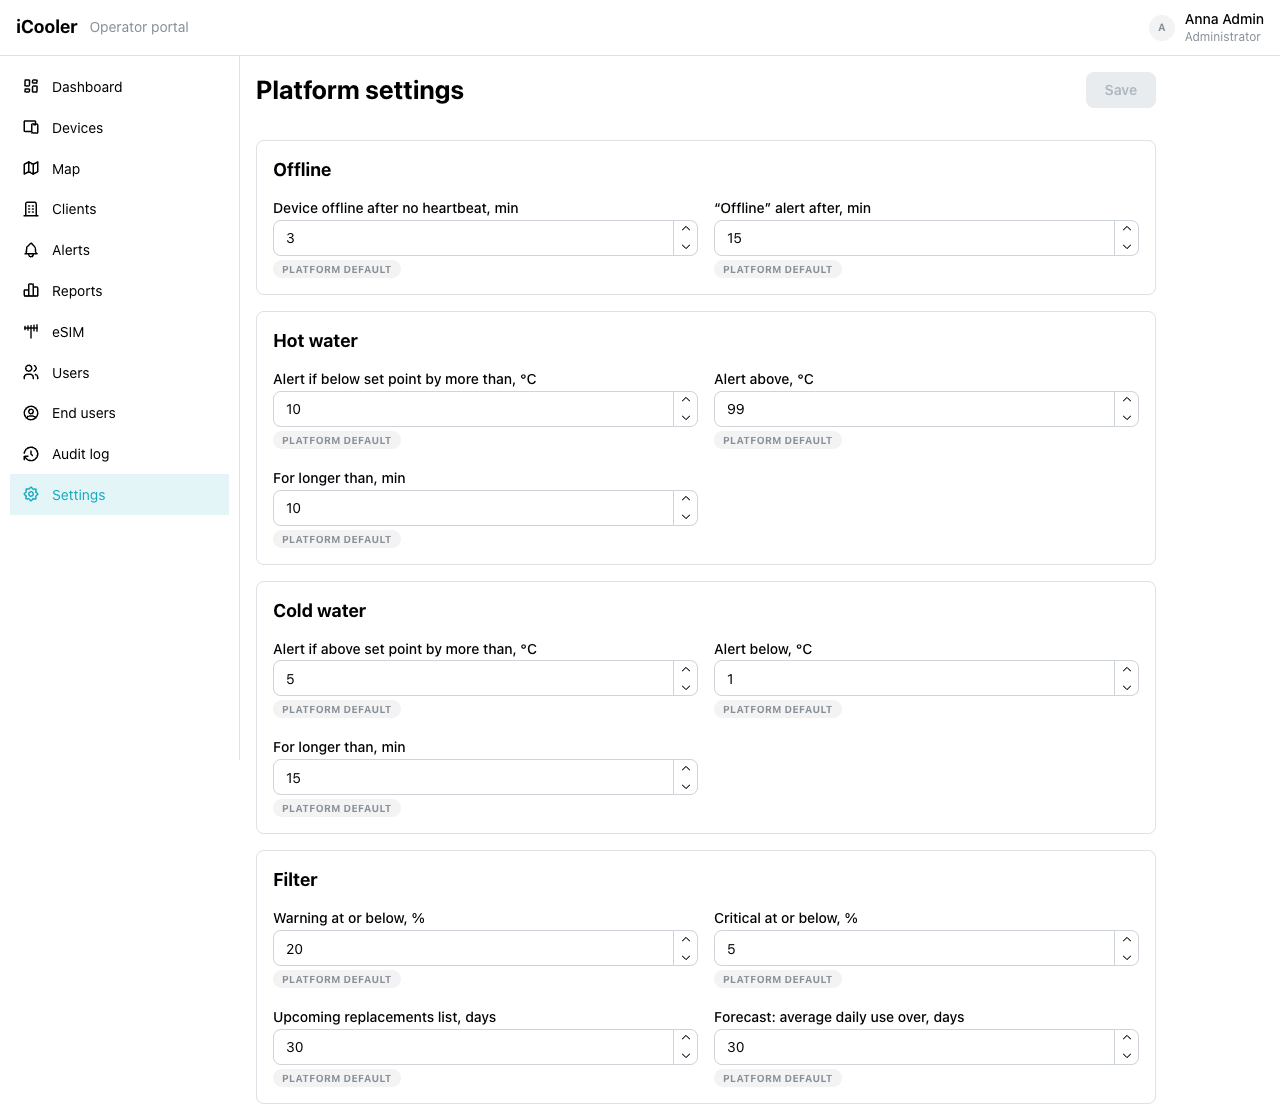 iCooler Operator portal
A
Anna Admin
Administrator
Dashboard
Devices
Map
Clients
Alerts
Reports
eSIM
Users
End users
Audit log
Settings
Platform settings
Save
Offline
Device offline after no heartbeat, min
3
PLATFORM DEFAULT
“Offline” alert after, min
15
PLATFORM DEFAULT
Hot water
Alert if below set point by more than, °C
10
PLATFORM DEFAULT
Alert above, °C
99
PLATFORM DEFAULT
For longer than, min
10
PLATFORM DEFAULT
Cold water
Alert if above set point by more than, °C
5
PLATFORM DEFAULT
Alert below, °C
1
PLATFORM DEFAULT
For longer than, min
15
PLATFORM DEFAULT
Filter
Warning at or below, %
20
PLATFORM DEFAULT
Critical at or below, %
5
PLATFORM DEFAULT
Upcoming replacements list, days
30
PLATFORM DEFAULT
Forecast: average daily use over, days
30
PLATFORM DEFAULT